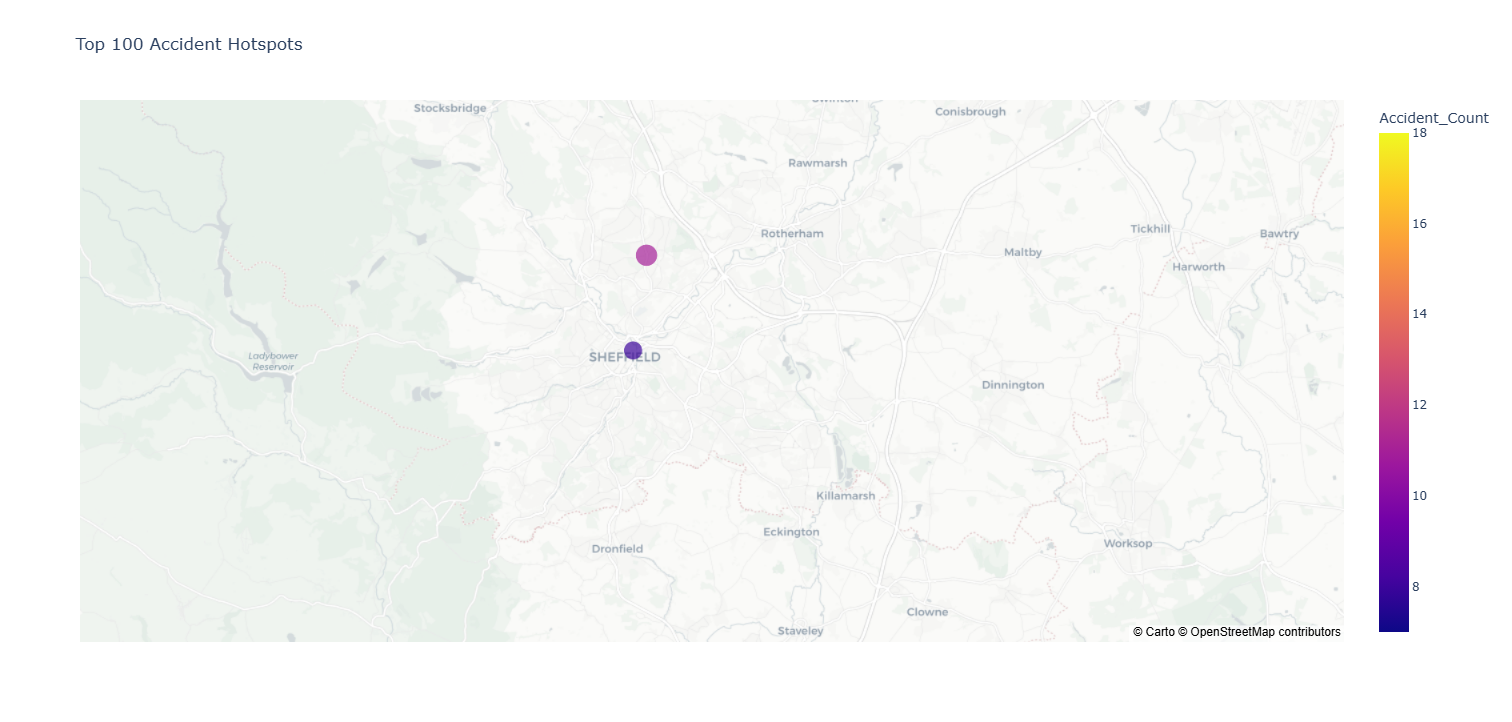 Top 100 Accident Hotspots
Swinton
Stocksbridge
Conisbrough
Accident_Count
18
Rawmarsh
16
Tickhill
Rotherham
Bawtry
Maltby
Harworth
14
SHEFFIELD
Ladybower
Reservoir
Dinnington
12
Killamarsh
10
Eckington
Dronfield
Worksop
8
Clowne
Staveley
© Carto © OpenStreetMap contributors